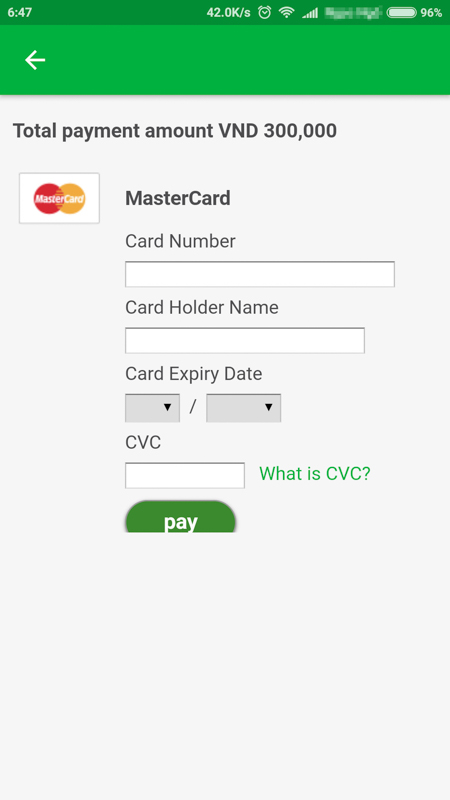 6:47 42.0K/s 96%
Total payment amount VND 300,000
MasterCard
MasterCard
Card Number
Card Holder Name
Card Expiry Date
/
CVC
What is CVC?
pay